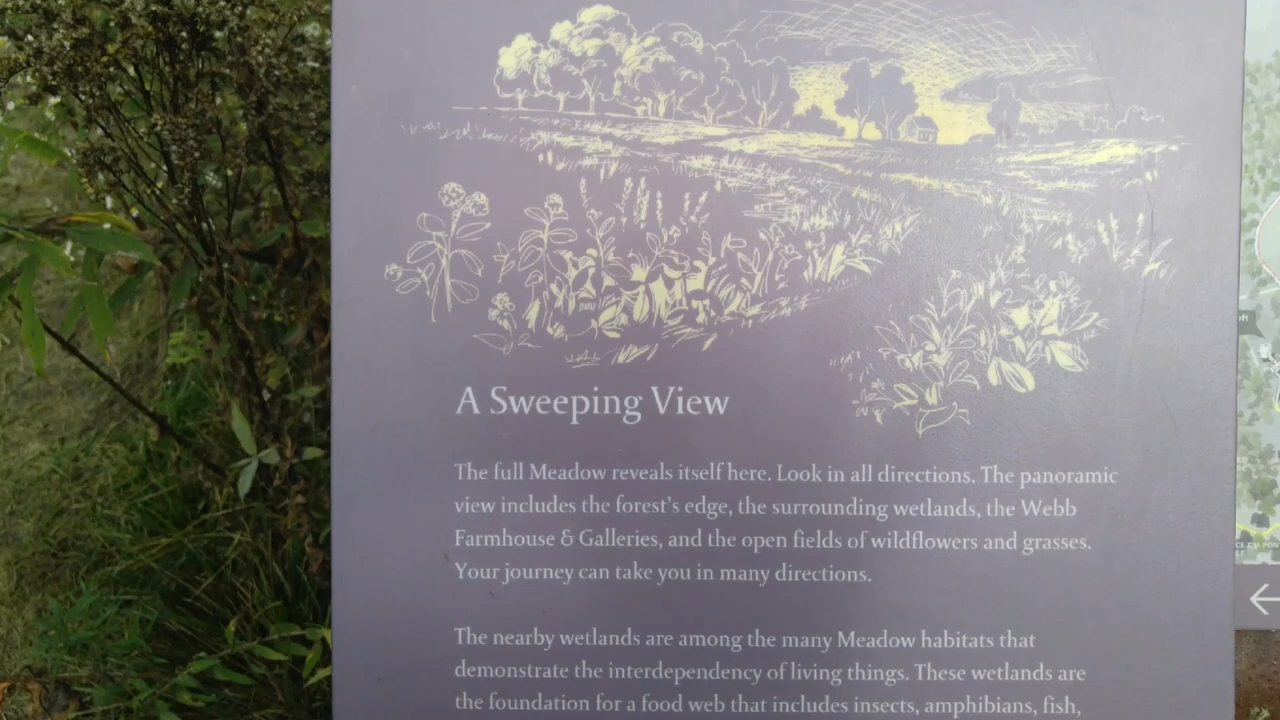 A Sweeping View
The full Meadow reveals itself here. Look in all directions. The panoramic
view includes the forest's edge, the surrounding wetlands, the Webb
Farmhouse & Galleries, and the open fields of wildflowers and grasses.
Your journey can take you in many directions.
The nearby wetlands are among the many Meadow habitats that
demonstrate the interdependency of living things. These wetlands are
the foundation for a food web that includes insects, amphibians, fish,